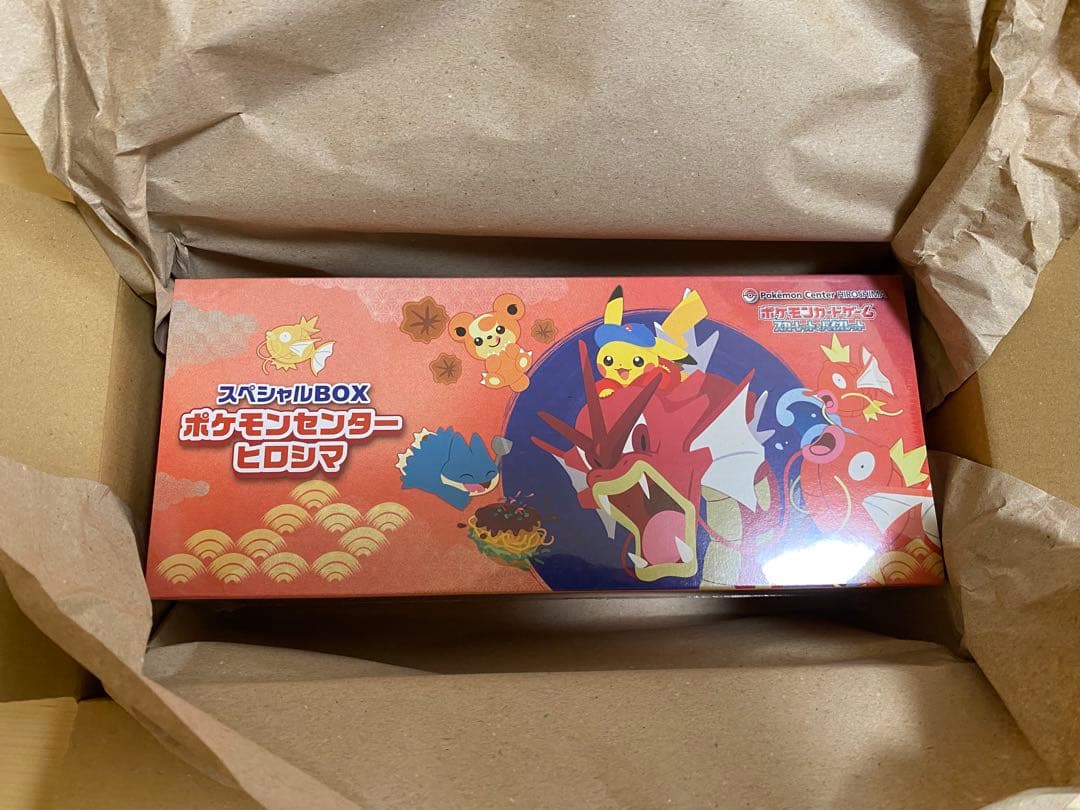 Pokémon Center HIROSHIMA
ポケモンカードゲーム
スカーレット&バイオレット
スペシャルBOX
ポケモンセンター
ヒロシマ